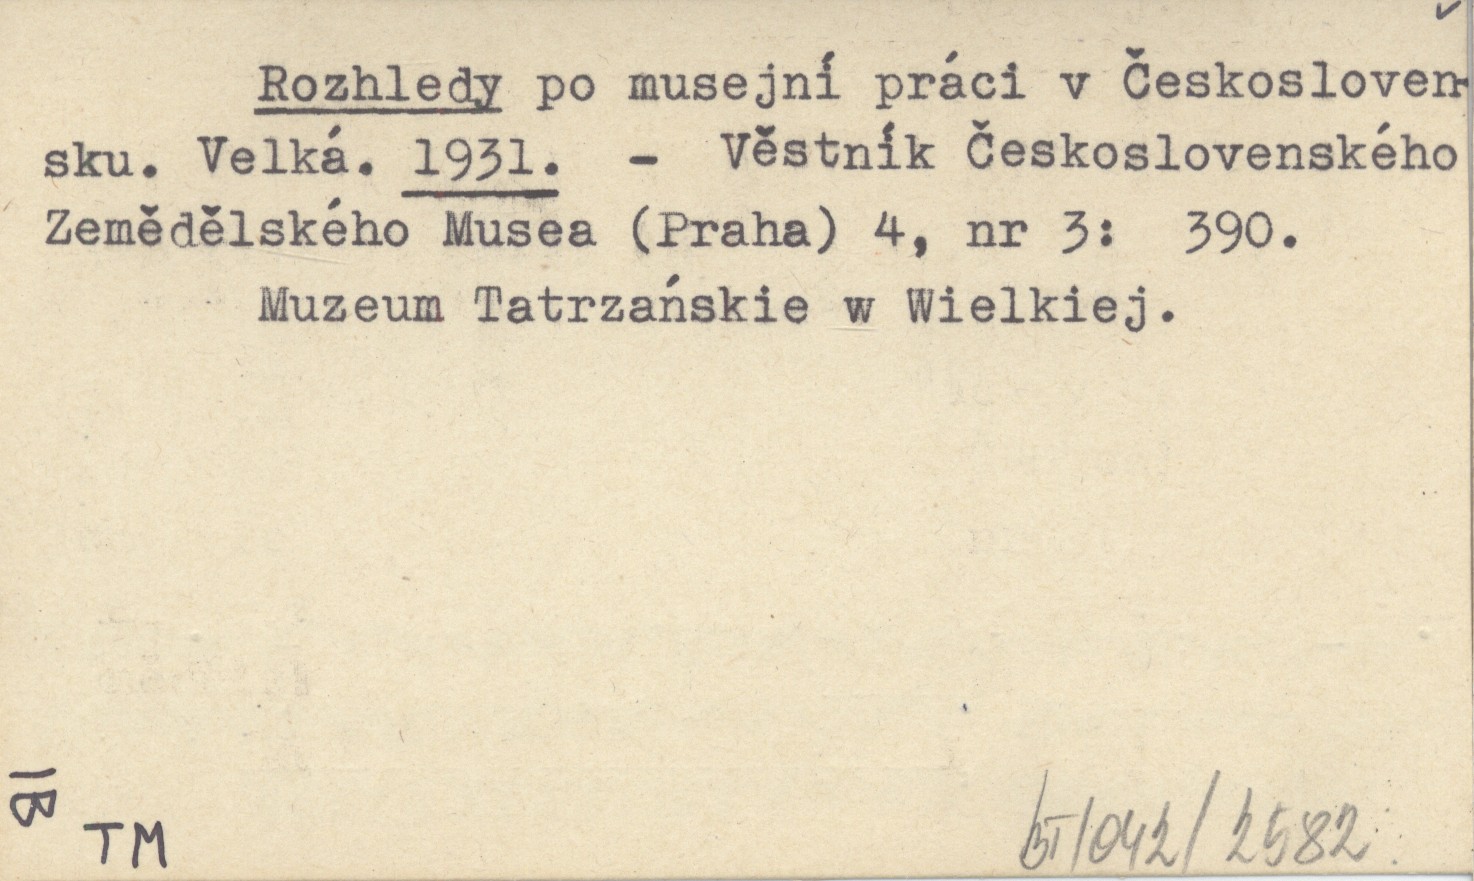 Rozhledy po musejní práci v Českosloven-
sku. Velká. 1931. - Věstník Československého
Zemědělského Musea (Praha) 4, nr 3: 390.
Muzeum Tatrzańskie w Wielkiej.
IB
TM
BT/042/2582